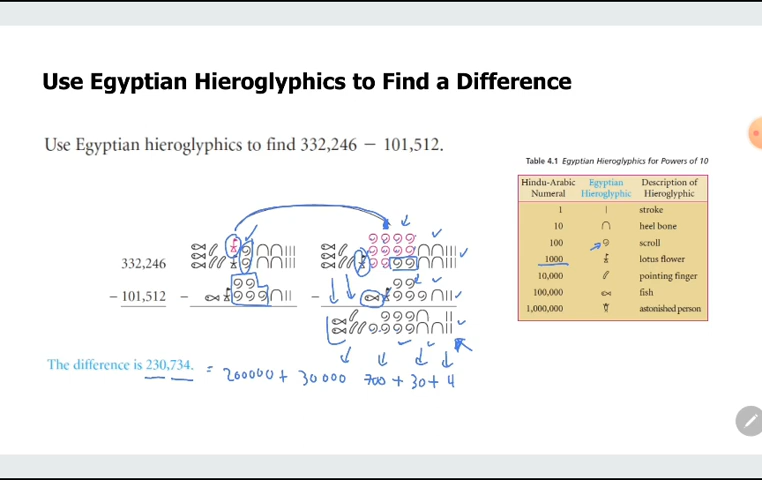 Use Egyptian Hieroglyphics to Find a Difference
Use Egyptian hieroglyphics to find 332,246 − 101,512.
Table 4.1 Egyptian Hieroglyphics for Powers of 10
Hindu-Arabic Numeral Egyptian Hieroglyphic Description of Hieroglyphic
1 stroke
10 heel bone
100 scroll
1000 lotus flower
10,000 pointing finger
100,000 fish
1,000,000 astonished person
332,246
− 101,512 − −
The difference is 230,734. = 200000 + 30000 700 + 30 + 4